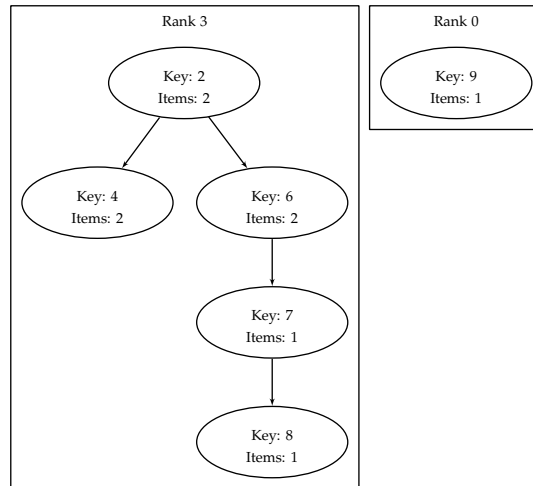 Rank 3
Key: 2
Items: 2
Key: 4
Items: 2
Key: 6
Items: 2
Key: 7
Items: 1
Key: 8
Items: 1
Rank 0
Key: 9
Items: 1